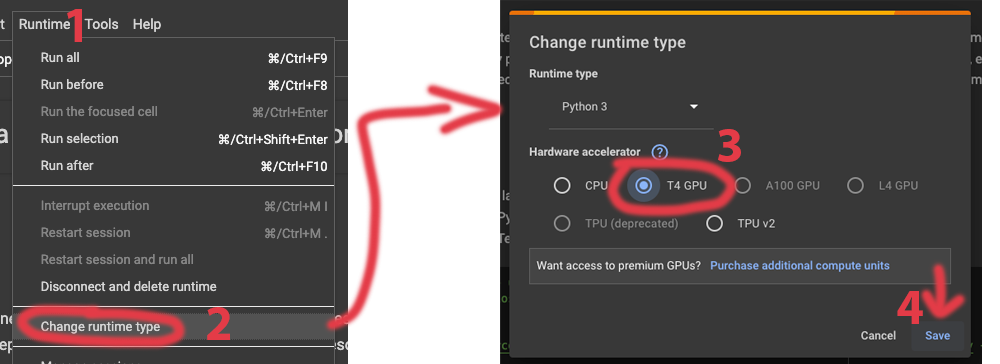 Runtime Tools Help
1
Run all ⌘/Ctrl+F9
Run before ⌘/Ctrl+F8
Run the focused cell ⌘/Ctrl+Enter
Run selection ⌘/Ctrl+Shift+Enter
Run after ⌘/Ctrl+F10
Interrupt execution ⌘/Ctrl+M I
Restart session ⌘/Ctrl+M .
Restart session and run all
Disconnect and delete runtime
Change runtime type 2
Change runtime type
Runtime type
Python 3
Hardware accelerator ? 3
CPU T4 GPU A100 GPU L4 GPU
TPU (deprecated) TPU v2
Want access to premium GPUs? Purchase additional compute units
4
Cancel Save